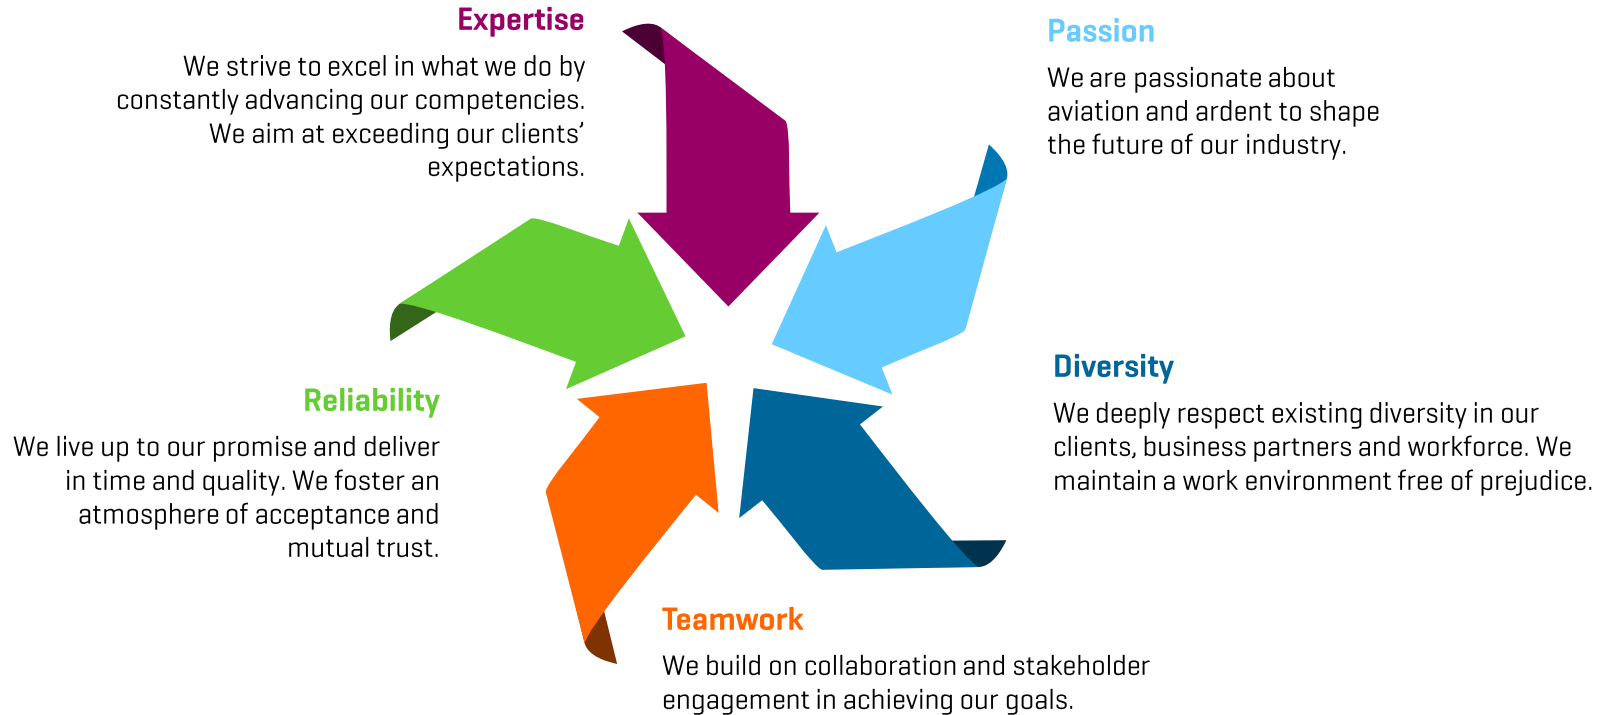 Expertise
We strive to excel in what we do by
constantly advancing our competencies.
We aim at exceeding our clients’
expectations.
Passion
We are passionate about
aviation and ardent to shape
the future of our industry.
Diversity
We deeply respect existing diversity in our
clients, business partners and workforce. We
maintain a work environment free of prejudice.
Reliability
We live up to our promise and deliver
in time and quality. We foster an
atmosphere of acceptance and
mutual trust.
Teamwork
We build on collaboration and stakeholder
engagement in achieving our goals.